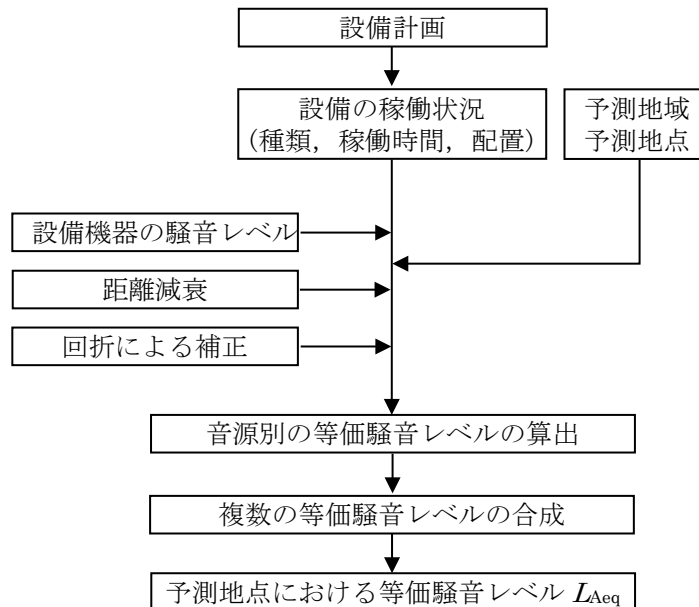 設備計画
設備の稼働状況
（種類，稼働時間，配置）
予測地域
予測地点
設備機器の騒音レベル
距離減衰
回折による補正
音源別の等価騒音レベルの算出
複数の等価騒音レベルの合成
予測地点における等価騒音レベル LAeq